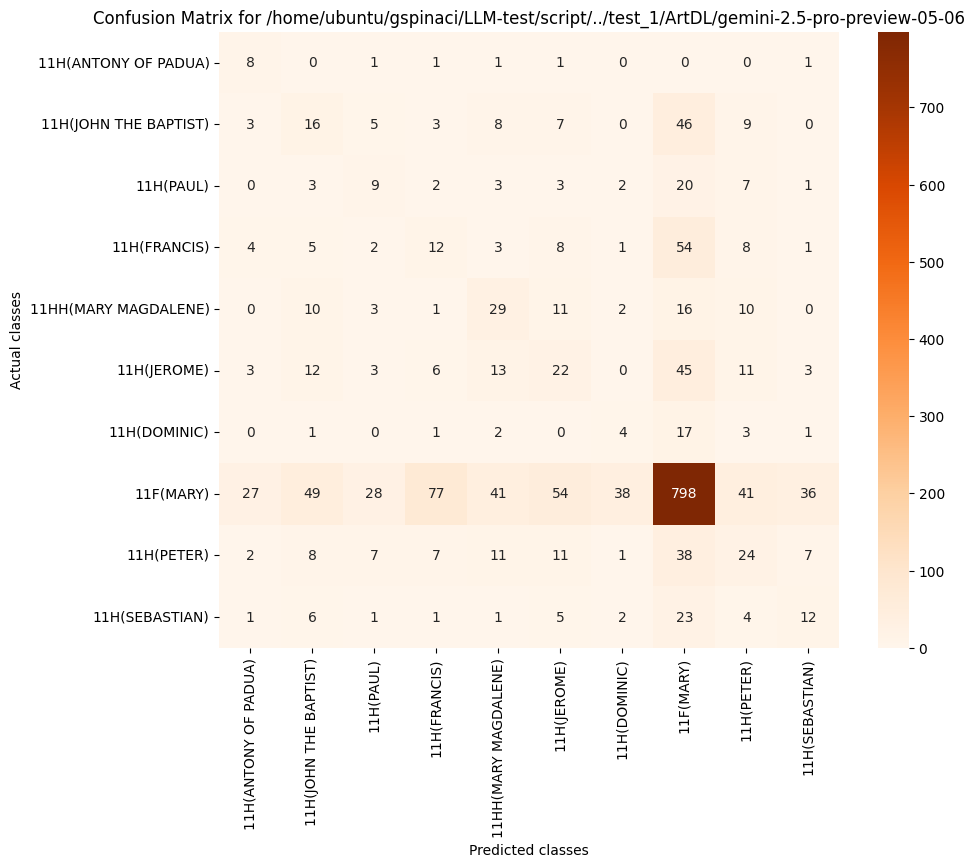 Confusion Matrix for /home/ubuntu/gspinaci/LLM-test/script/../test_1/ArtDL/gemini-2.5-pro-preview-05-06
Actual classes
11H(ANTONY OF PADUA) 8 0 1 1 1 1 0 0 0 1
11H(JOHN THE BAPTIST) 3 16 5 3 8 7 0 46 9 0
11H(PAUL) 0 3 9 2 3 3 2 20 7 1
11H(FRANCIS) 4 5 2 12 3 8 1 54 8 1
11HH(MARY MAGDALENE) 0 10 3 1 29 11 2 16 10 0
11H(JEROME) 3 12 3 6 13 22 0 45 11 3
11H(DOMINIC) 0 1 0 1 2 0 4 17 3 1
11F(MARY) 27 49 28 77 41 54 38 798 41 36
11H(PETER) 2 8 7 7 11 11 1 38 24 7
11H(SEBASTIAN) 1 6 1 1 1 5 2 23 4 12
11H(ANTONY OF PADUA)
11H(JOHN THE BAPTIST)
11H(PAUL)
11H(FRANCIS)
11HH(MARY MAGDALENE)
11H(JEROME)
11H(DOMINIC)
11F(MARY)
11H(PETER)
11H(SEBASTIAN)
Predicted classes
700
600
500
400
300
200
100
0